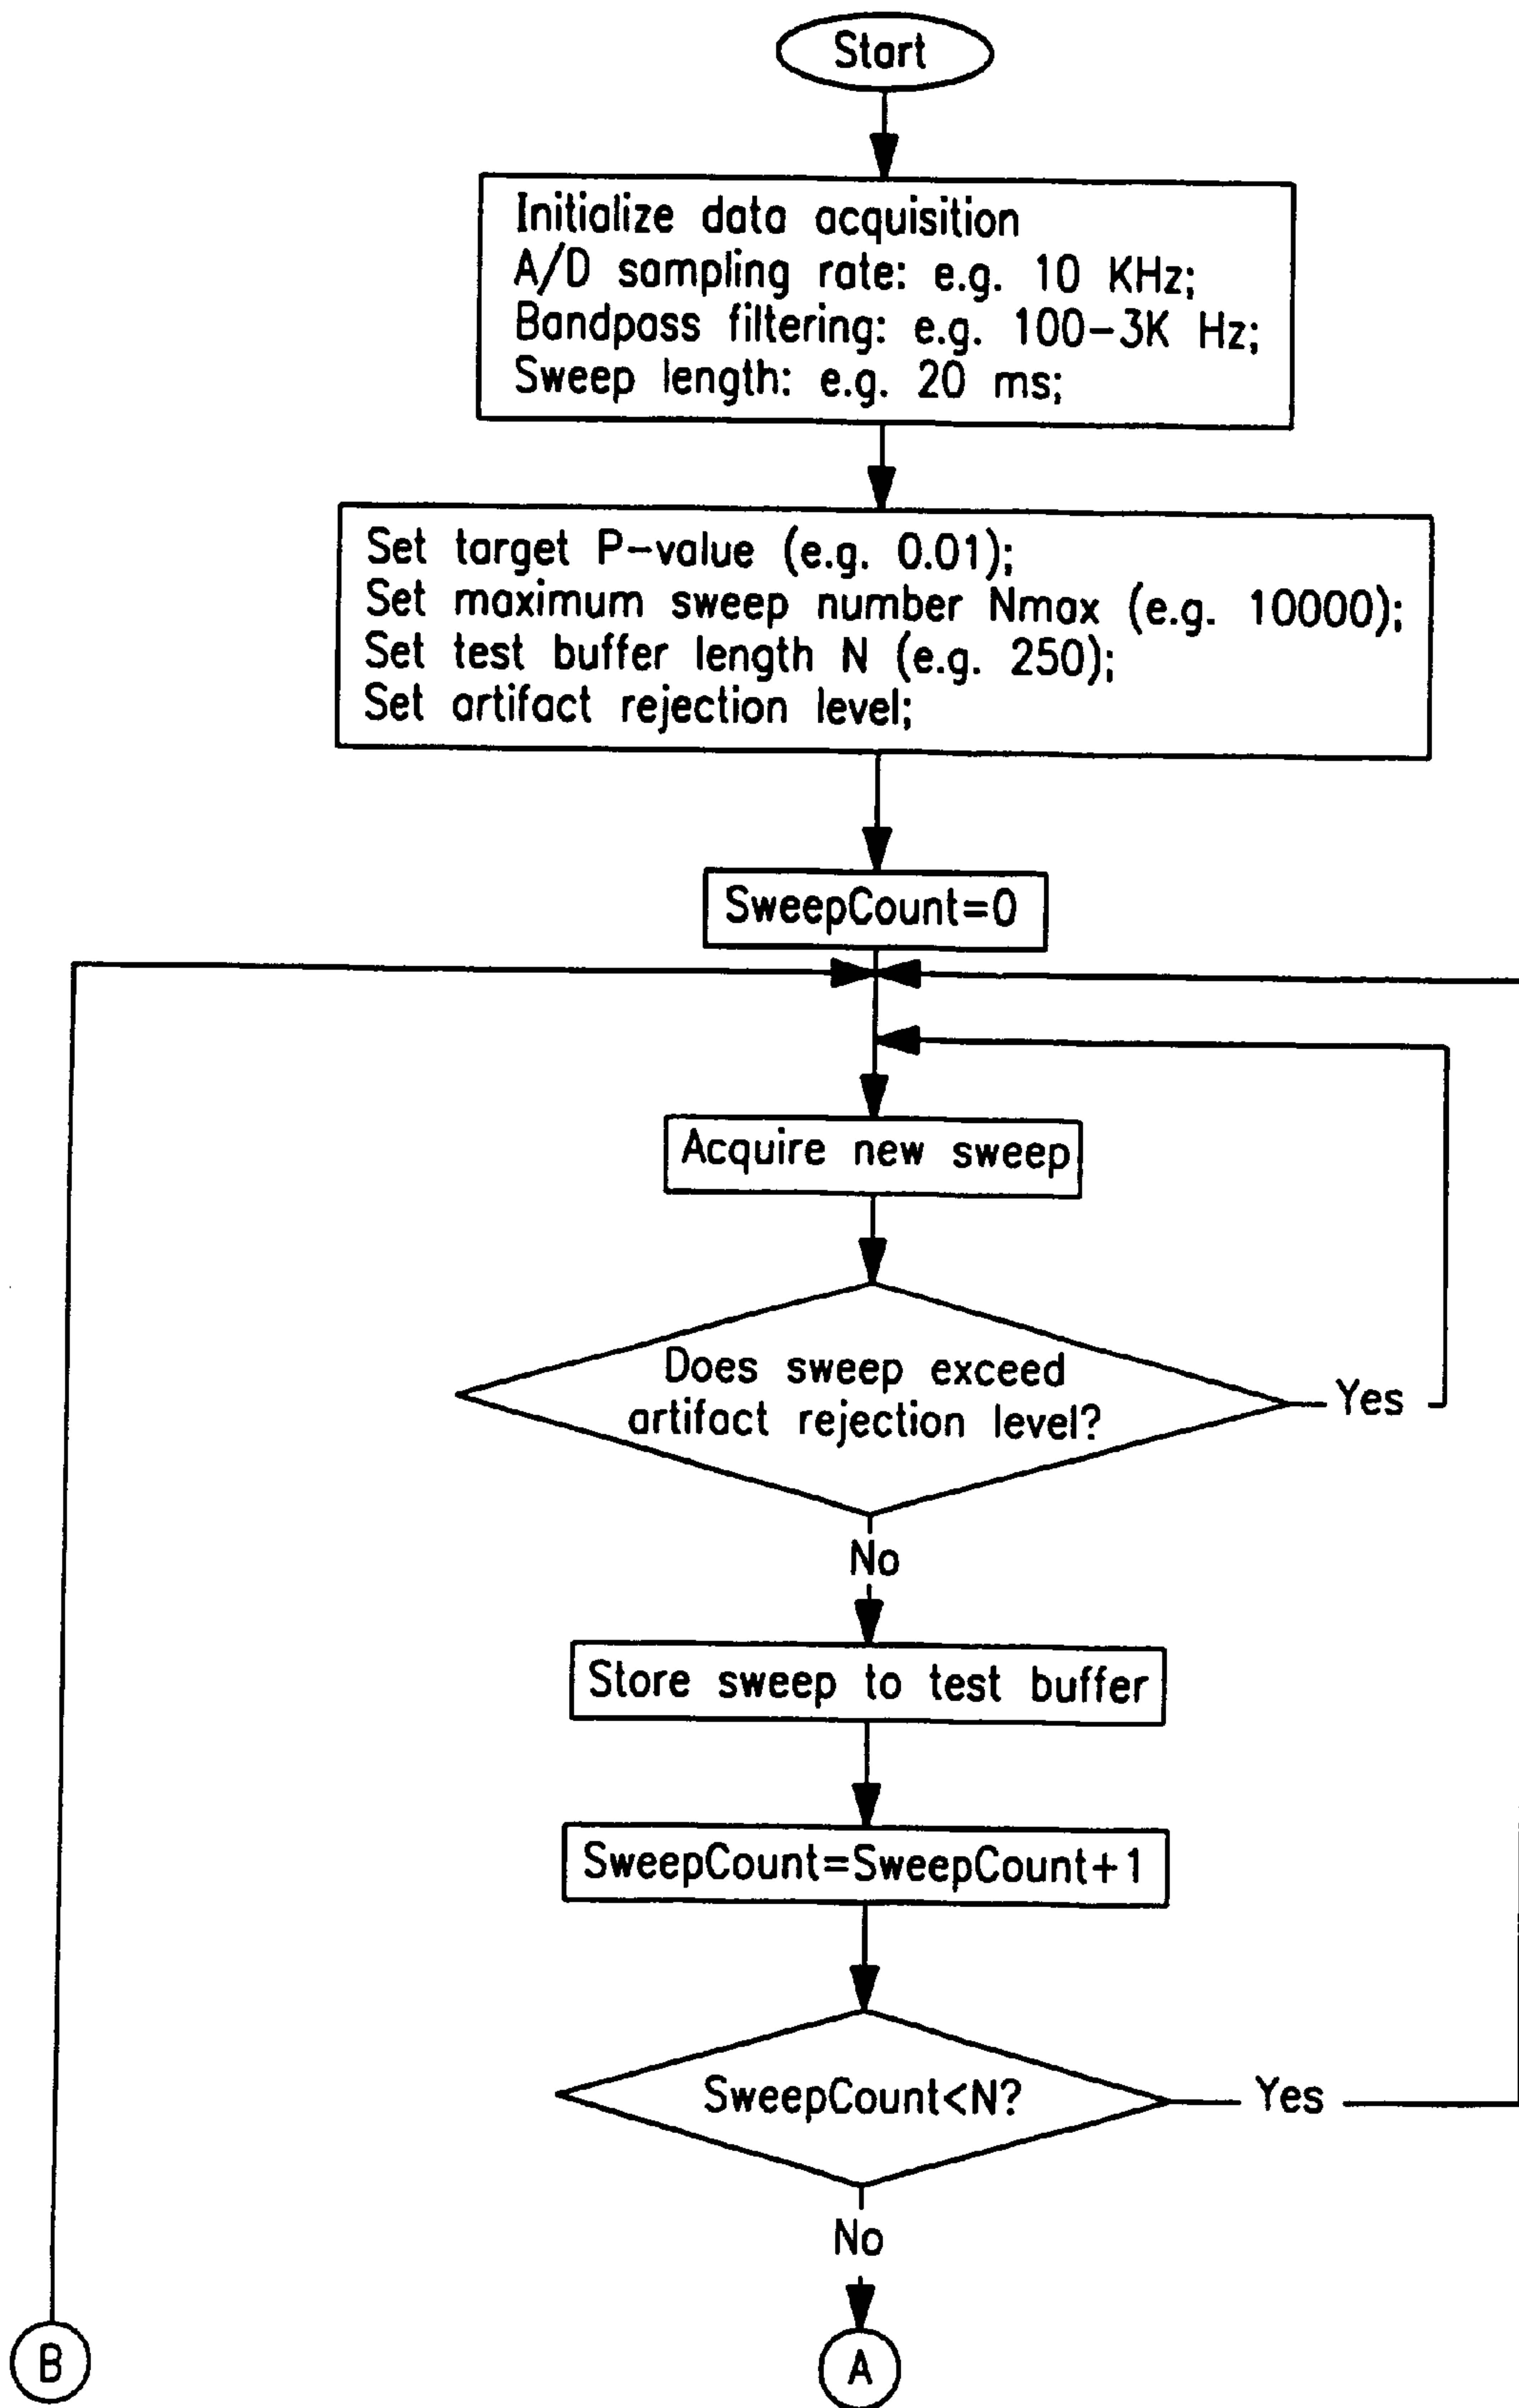 Start
Initialize data acquisition
A/D sampling rate: e.g. 10 KHz;
Bandpass filtering: e.g. 100-3K Hz;
Sweep length: e.g. 20 ms;
Set target P-value (e.g. 0.01);
Set maximum sweep number Nmax (e.g. 10000);
Set test buffer length N (e.g. 250);
Set artifact rejection level;
SweepCount=0
Acquire new sweep
Does sweep exceed
artifact rejection level?
Yes
No
Store sweep to test buffer
SweepCount=SweepCount+1
SweepCount<N?
Yes
No
B
A